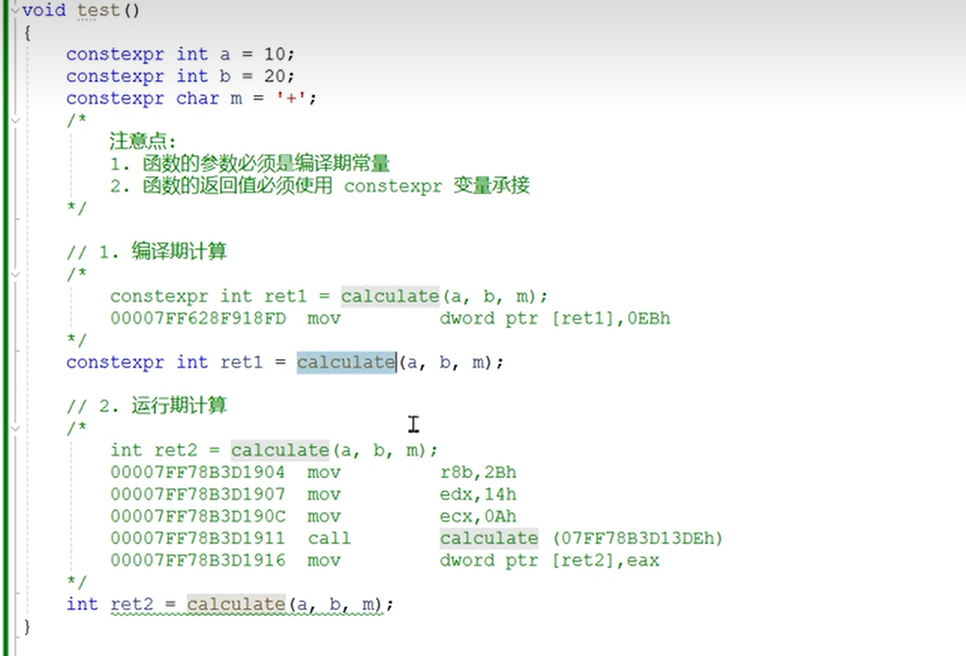 void test()
{
constexpr int a = 10;
constexpr int b = 20;
constexpr char m = '+';
/*
注意点:
1. 函数的参数必须是编译期常量
2. 函数的返回值必须使用 constexpr 变量承接
*/
// 1. 编译期计算
/*
constexpr int ret1 = calculate(a, b, m);
00007FF628F918FD mov dword ptr [ret1],0EBh
*/
constexpr int ret1 = calculate(a, b, m);
// 2. 运行期计算
/*
int ret2 = calculate(a, b, m);
00007FF78B3D1904 mov r8b,2Bh
00007FF78B3D1907 mov edx,14h
00007FF78B3D190C mov ecx,0Ah
00007FF78B3D1911 call calculate (07FF78B3D13DEh)
00007FF78B3D1916 mov dword ptr [ret2],eax
*/
int ret2 = calculate(a, b, m);
}